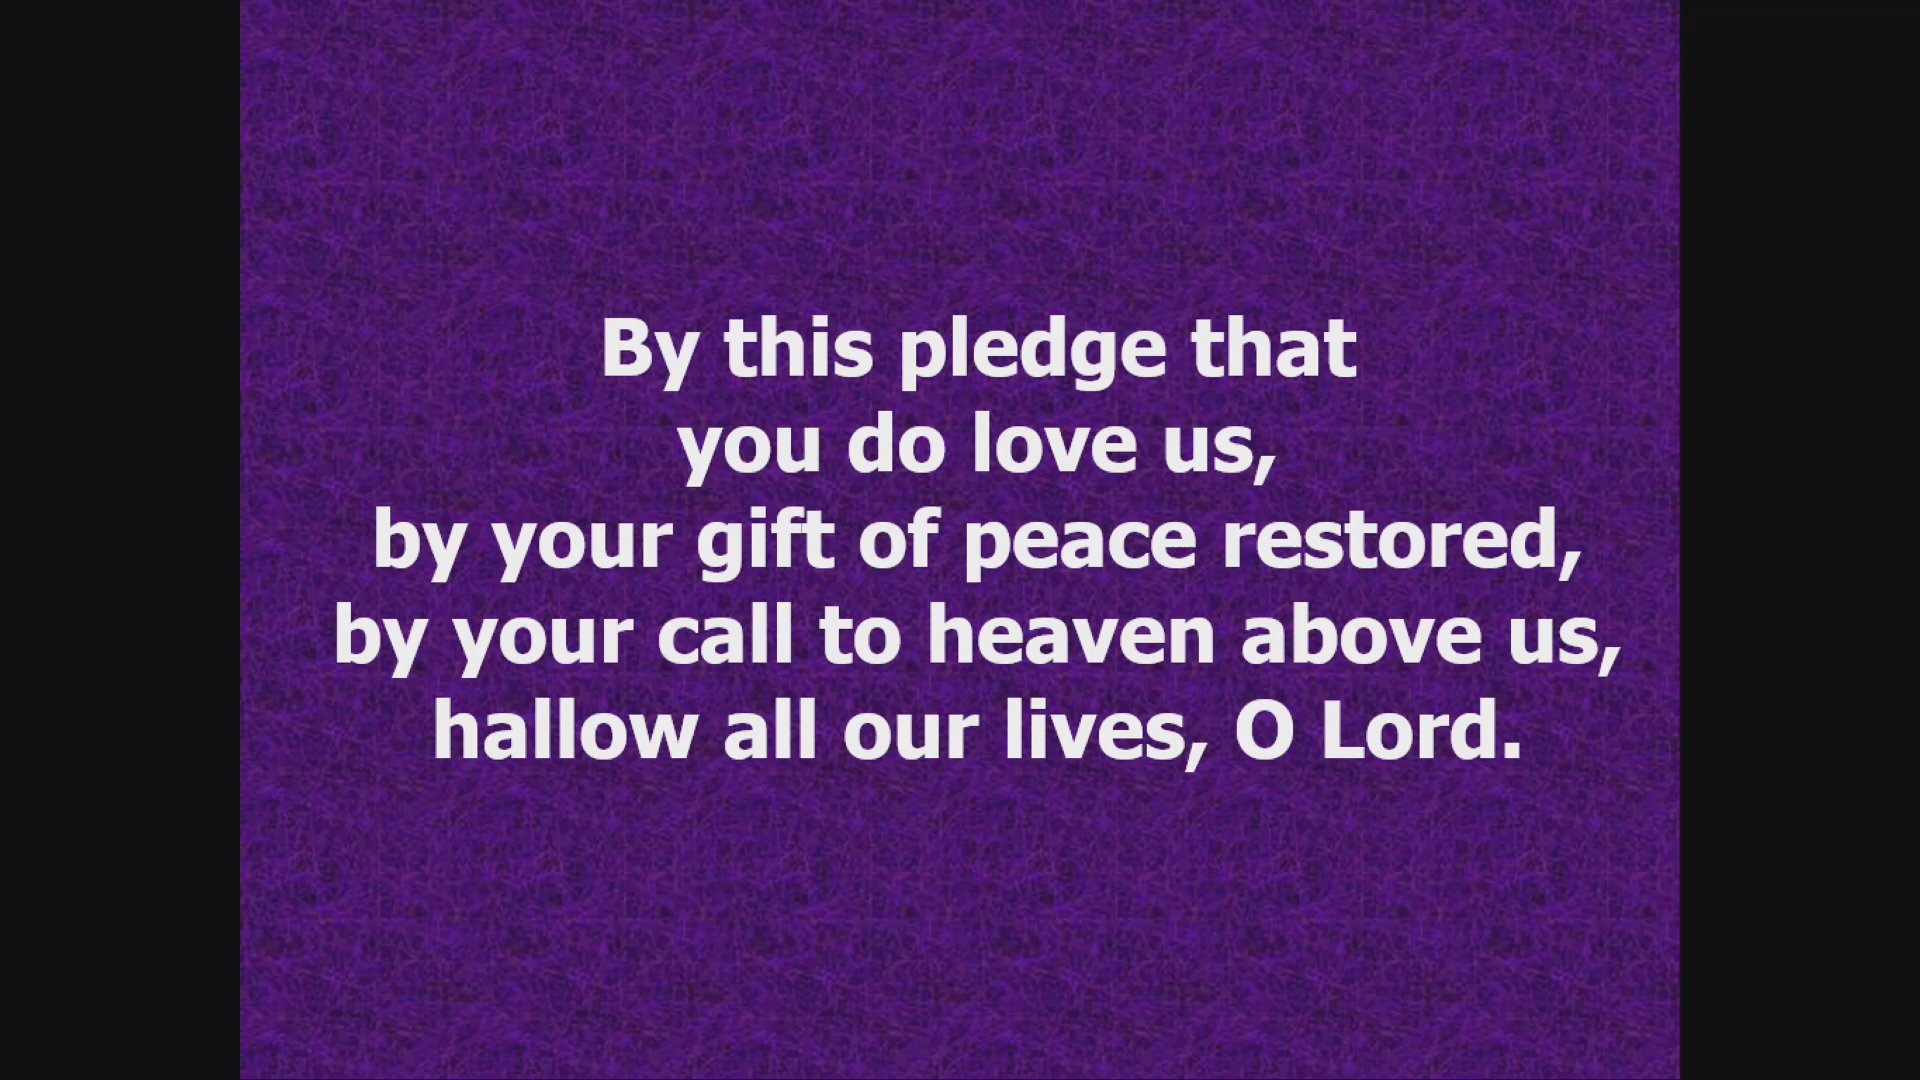 By this pledge that
you do love us,
by your gift of peace restored,
by your call to heaven above us,
hallow all our lives, O Lord.